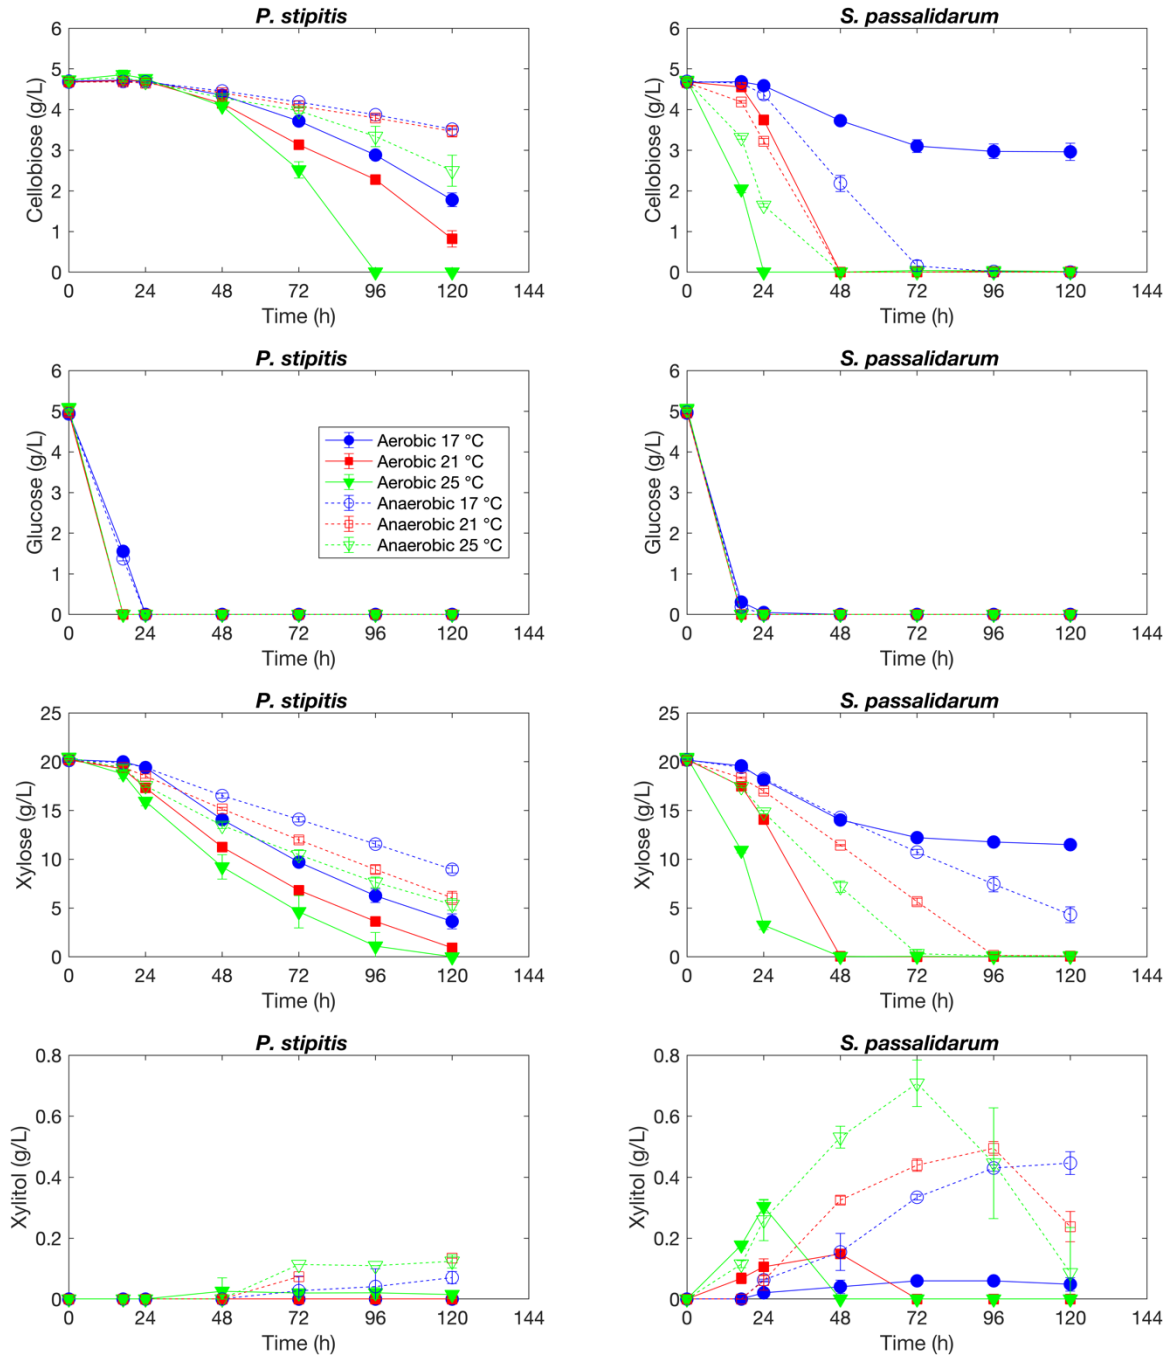 P. stipitis
6
5
4
3
2
1
0
Cellobiose (g/L)
0 24 48 72 96 120 144
Time (h)
S. passalidarum
6
5
4
3
2
1
0
Cellobiose (g/L)
0 24 48 72 96 120 144
Time (h)
P. stipitis
6
5
4
3
2
1
0
Glucose (g/L)
Aerobic 17 °C
Aerobic 21 °C
Aerobic 25 °C
Anaerobic 17 °C
Anaerobic 21 °C
Anaerobic 25 °C
0 24 48 72 96 120 144
Time (h)
S. passalidarum
6
5
4
3
2
1
0
Glucose (g/L)
0 24 48 72 96 120 144
Time (h)
P. stipitis
25
20
15
10
5
0
Xylose (g/L)
0 24 48 72 96 120 144
Time (h)
S. passalidarum
25
20
15
10
5
0
Xylose (g/L)
0 24 48 72 96 120 144
Time (h)
P. stipitis
0.8
0.6
0.4
0.2
0
Xylitol (g/L)
0 24 48 72 96 120 144
Time (h)
S. passalidarum
0.8
0.6
0.4
0.2
0
Xylitol (g/L)
0 24 48 72 96 120 144
Time (h)